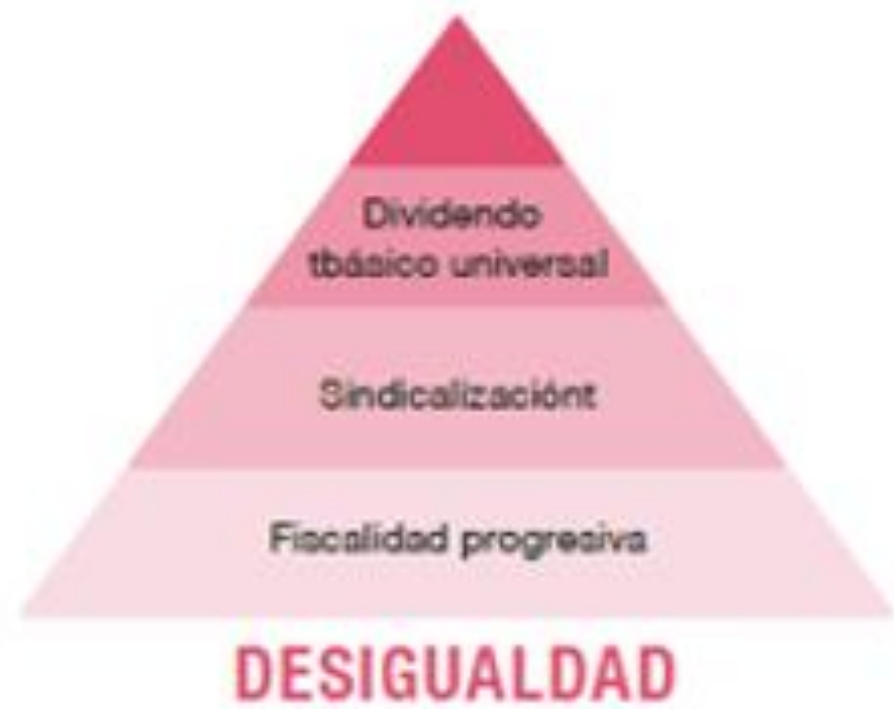 Dividendo
tbásico universal
Sindicalizaciónt
Fiscalidad progresiva
DESIGUALDAD